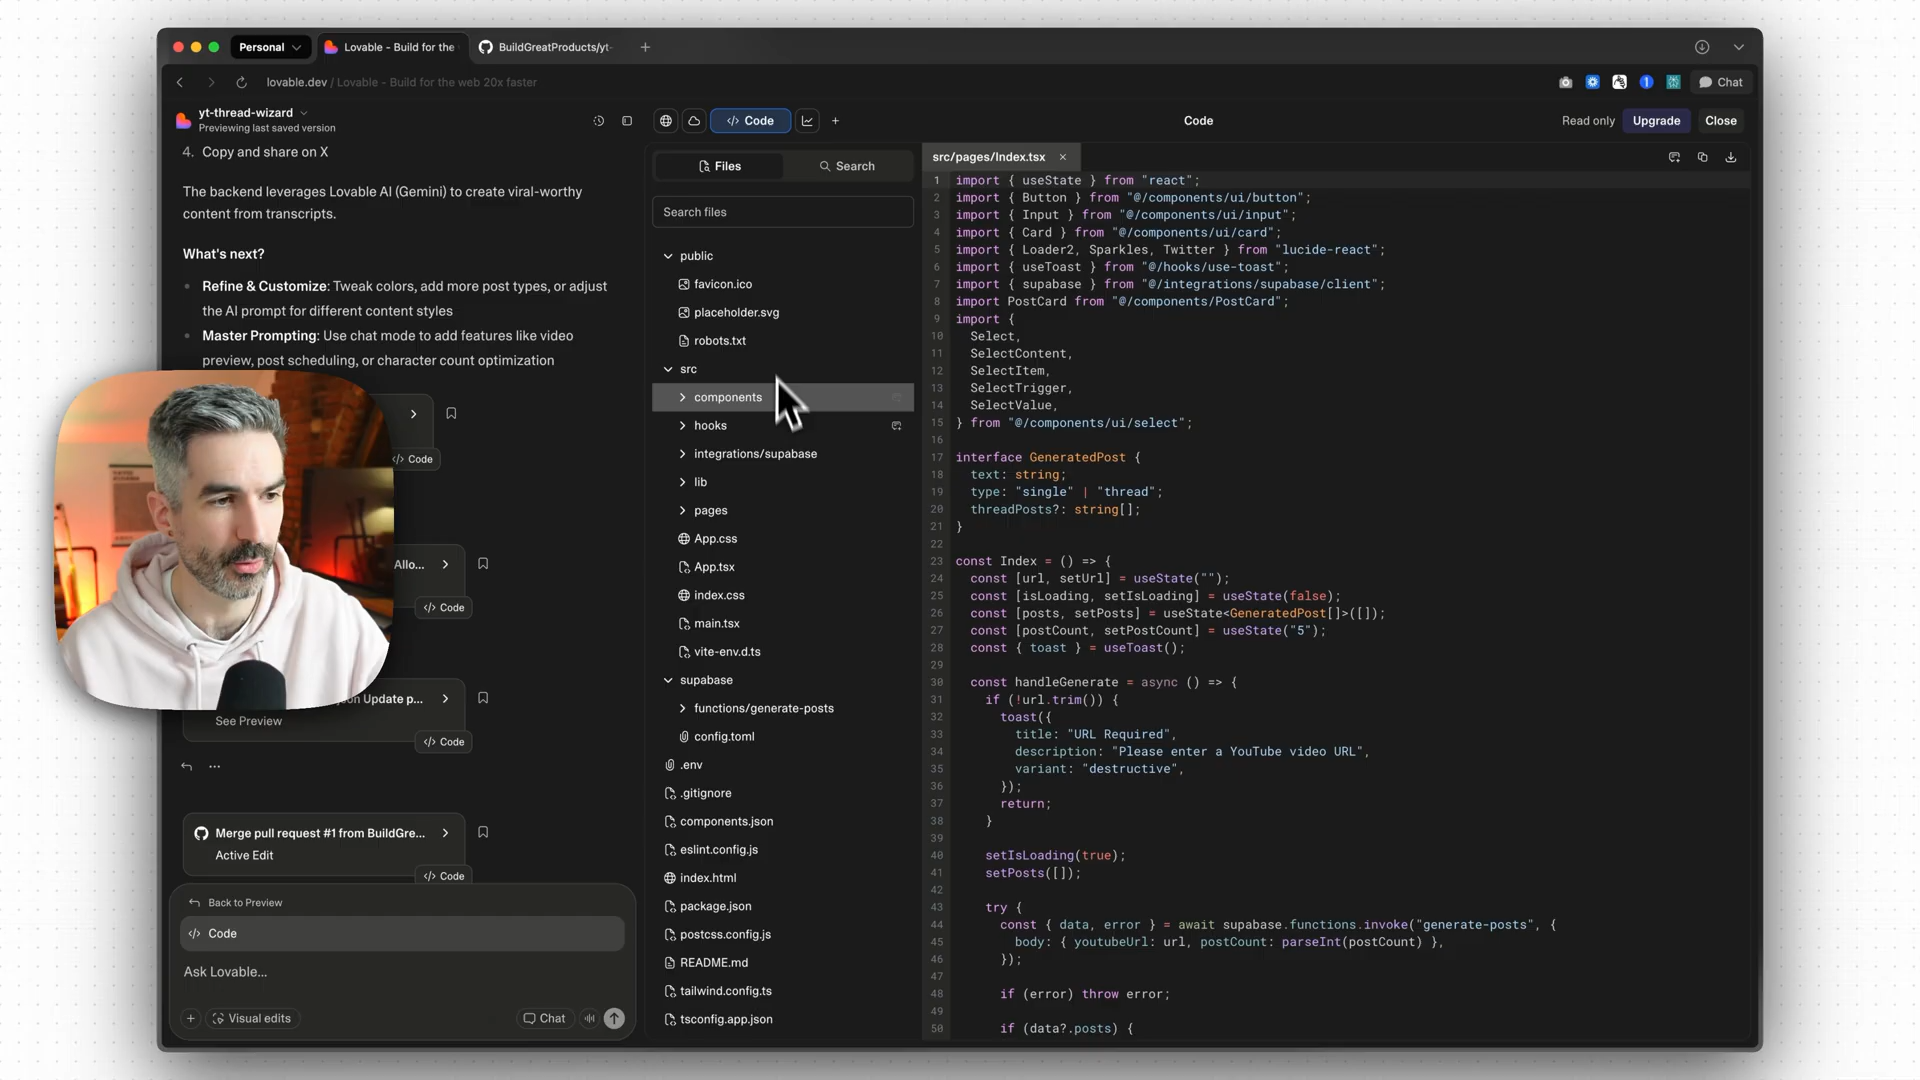 Personal
Lovable - Build for the
BuildGreatProducts/yt-
lovable.dev / Lovable - Build for the web 20x faster
Chat
yt-thread-wizard
Previewing last saved version
Code
Code
Read only
Upgrade
Close
4. Copy and share on X
The backend leverages Lovable AI (Gemini) to create viral-worthy
content from transcripts.
What's next?
Refine & Customize: Tweak colors, add more post types, or adjust
the AI prompt for different content styles
Master Prompting: Use chat mode to add features like video
preview, post scheduling, or character count optimization
</> Code
Allo...
</> Code
Update p...
See Preview
</> Code
Merge pull request #1 from BuildGre...
Active Edit
</> Code
Back to Preview
</> Code
Ask Lovable...
Visual edits
Chat
Files
Search
Search files
public
favicon.ico
placeholder.svg
robots.txt
src
components
hooks
integrations/supabase
lib
pages
App.css
App.tsx
index.css
main.tsx
vite-env.d.ts
supabase
functions/generate-posts
config.toml
.env
.gitignore
components.json
eslint.config.js
index.html
package.json
postcss.config.js
README.md
tailwind.config.ts
tsconfig.app.json
src/pages/Index.tsx
1 import { useState } from "react";
2 import { Button } from "@/components/ui/button";
3 import { Input } from "@/components/ui/input";
4 import { Card } from "@/components/ui/card";
5 import { Loader2, Sparkles, Twitter } from "lucide-react";
6 import { useToast } from "@/hooks/use-toast";
7 import { supabase } from "@/integrations/supabase/client";
8 import PostCard from "@/components/PostCard";
9 import {
10 Select,
11 SelectContent,
12 SelectItem,
13 SelectTrigger,
14 SelectValue,
15 } from "@/components/ui/select";
16
17 interface GeneratedPost {
18 text: string;
19 type: "single" | "thread";
20 threadPosts?: string[];
21 }
22
23 const Index = () => {
24 const [url, setUrl] = useState("");
25 const [isLoading, setIsLoading] = useState(false);
26 const [posts, setPosts] = useState<GeneratedPost[]>([]);
27 const [postCount, setPostCount] = useState("5");
28 const { toast } = useToast();
29
30 const handleGenerate = async () => {
31 if (!url.trim()) {
32 toast({
33 title: "URL Required",
34 description: "Please enter a YouTube video URL",
35 variant: "destructive",
36 });
37 return;
38 }
39
40 setIsLoading(true);
41 setPosts([]);
42
43 try {
44 const { data, error } = await supabase.functions.invoke("generate-posts", {
45 body: { youtubeUrl: url, postCount: parseInt(postCount) },
46 });
47
48 if (error) throw error;
49
50 if (data?.posts) {